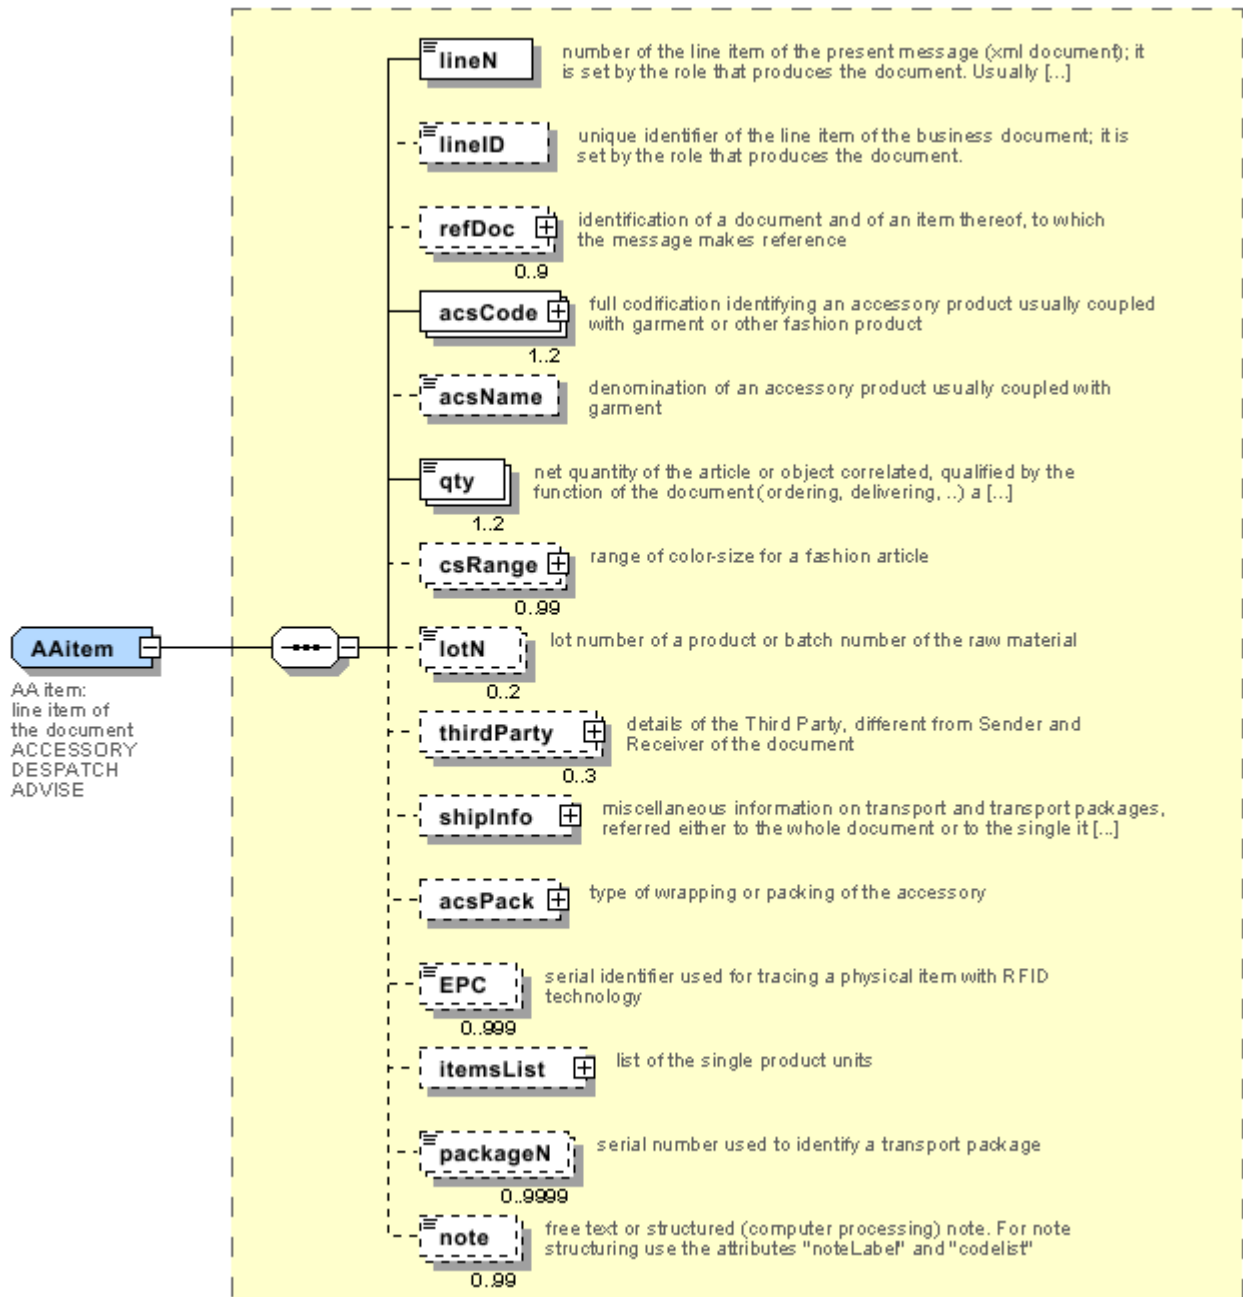 lineN
number of the line item of the present message (xml document); it
is set by the role that produces the document. Usually [...]
lineID
unique identifier of the line item of the business document; it is
set by the role that produces the document.
refDoc
0..9
identification of a document and of an item thereof, to which
the message makes reference
acsCode
1..2
full codification identifying an accessory product usually coupled
with garment or other fashion product
acsName
denomination of an accessory product usually coupled with
garment
qty
1..2
net quantity of the article or object correlated, qualified by the
function of the document (ordering, delivering, ..) a [...]
csRange
0..99
range of color-size for a fashion article
AAitem
AA item:
line item of
the document
ACCESSORY
DESPATCH
ADVISE
lotN
0..2
lot number of a product or batch number of the raw material
thirdParty
0..3
details of the Third Party, different from Sender and
Receiver of the document
shipInfo
miscellaneous information on transport and transport packages,
referred either to the whole document or to the single it [...]
acsPack
type of wrapping or packing of the accessory
EPC
0..999
serial identifier used for tracing a physical item with RFID
technology
itemsList
list of the single product units
packageN
0..9999
serial number used to identify a transport package
note
0..99
free text or structured (computer processing) note. For note
structuring use the attributes "noteLabel" and "codelist"